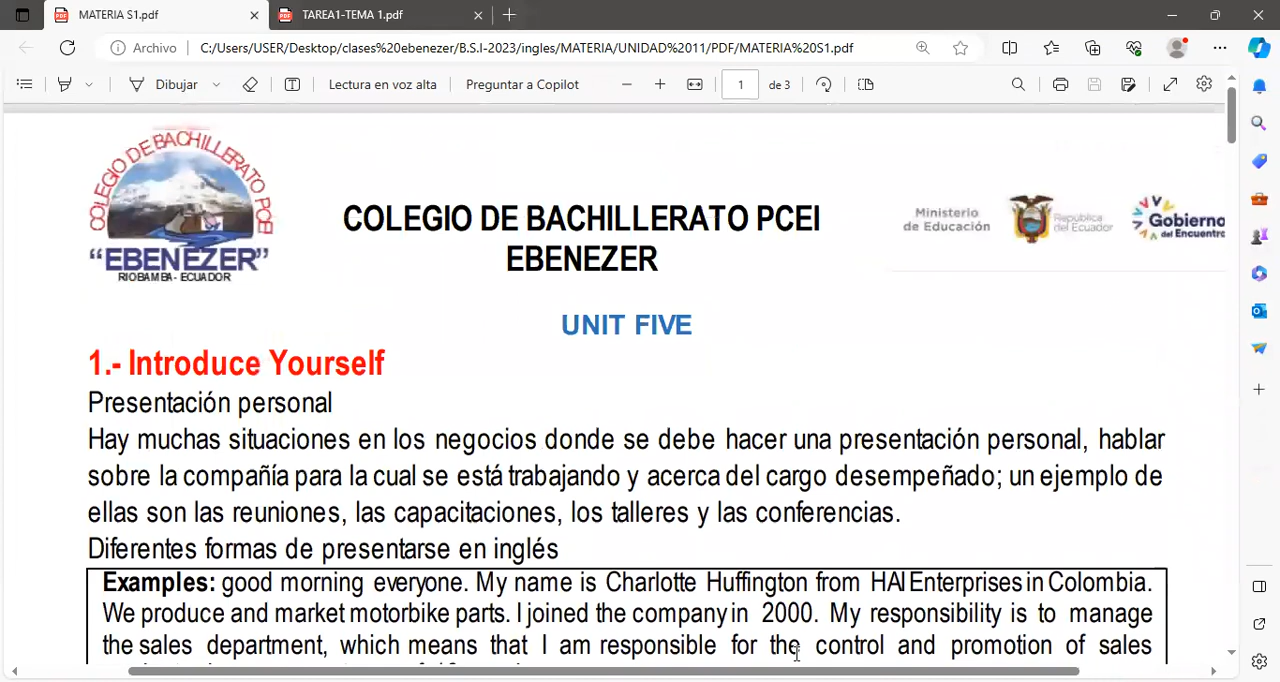 MATERIA S1.pdf
TAREA1-TEMA 1.pdf
Archivo
C:/Users/USER/Desktop/clases%20ebenezer/B.S.I-2023/ingles/MATERIA/UNIDAD%2011/PDF/MATERIA%20S1.pdf
Dibujar
Lectura en voz alta
Preguntar a Copilot
1
de 3
COLEGIO DE BACHILLERATO PCEI
"EBENEZER"
RIOBAMBA - ECUADOR
COLEGIO DE BACHILLERATO PCEI
EBENEZER
Ministerio
de Educación
República
del Ecuador
Gobierno
del Encuentro
UNIT FIVE
1.- Introduce Yourself
Presentación personal
Hay muchas situaciones en los negocios donde se debe hacer una presentación personal, hablar
sobre la compañía para la cual se está trabajando y acerca del cargo desempeñado; un ejemplo de
ellas son las reuniones, las capacitaciones, los talleres y las conferencias.
Diferentes formas de presentarse en inglés
Examples: good morning everyone. My name is Charlotte Huffington from HAI Enterprises in Colombia.
We produce and market motorbike parts. I joined the company in 2000. My responsibility is to manage
the sales department, which means that I am responsible for the control and promotion of sales